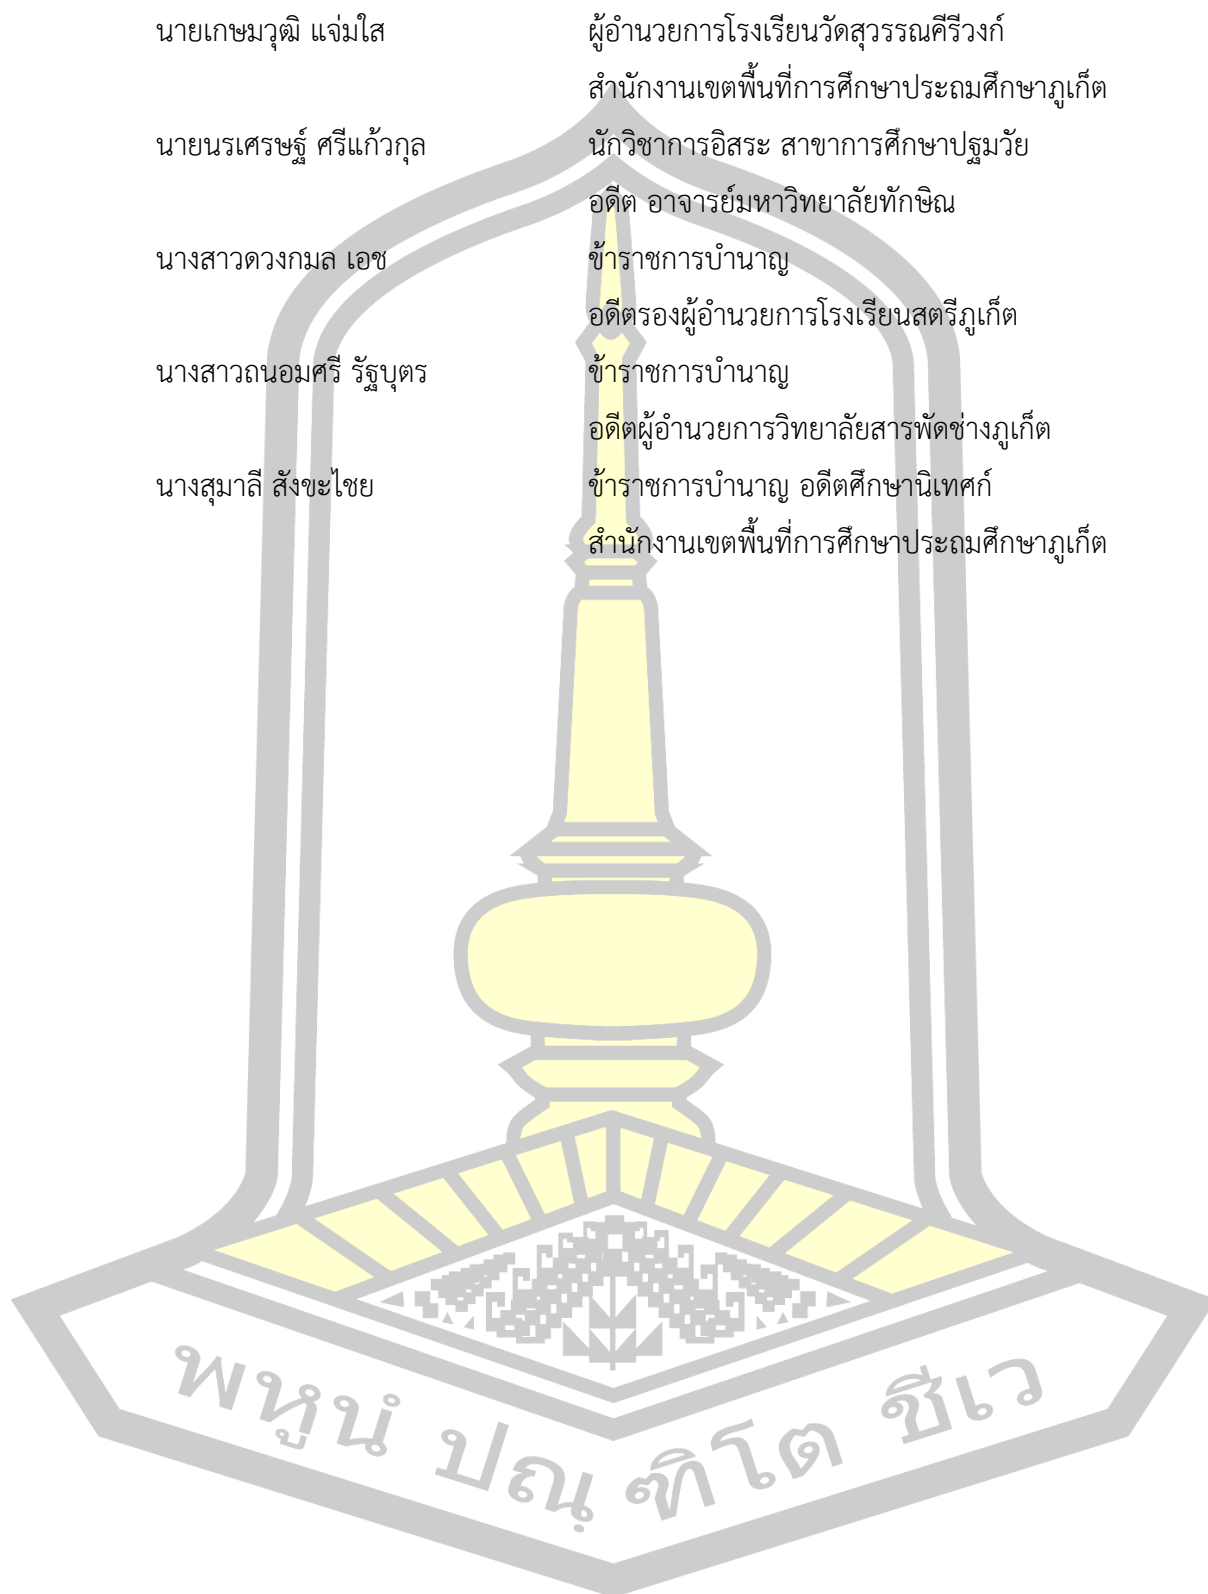 นายเกษมวุฒิ แจ่มใส ผู้อำนวยการโรงเรียนวัดสุวรรณคีรีวงก์
สำนักงานเขตพื้นที่การศึกษาประถมศึกษาภูเก็ต
นายนรเศรษฐ์ ศรีแก้วกุล นักวิชาการอิสระ สาขาการศึกษาปฐมวัย
อดีต อาจารย์มหาวิทยาลัยทักษิณ
นางสาวดวงกมล เอช ข้าราชการบำนาญ
อดีตรองผู้อำนวยการโรงเรียนสตรีภูเก็ต
นางสาวถนอมศรี รัฐบุตร ข้าราชการบำนาญ
อดีตผู้อำนวยการวิทยาลัยสารพัดช่างภูเก็ต
นางสุมาลี สังขะไชย ข้าราชการบำนาญ อดีตศึกษานิเทศก์
สำนักงานเขตพื้นที่การศึกษาประถมศึกษาภูเก็ต
พหูนํ ปณฺ ฑิโต ชีเว